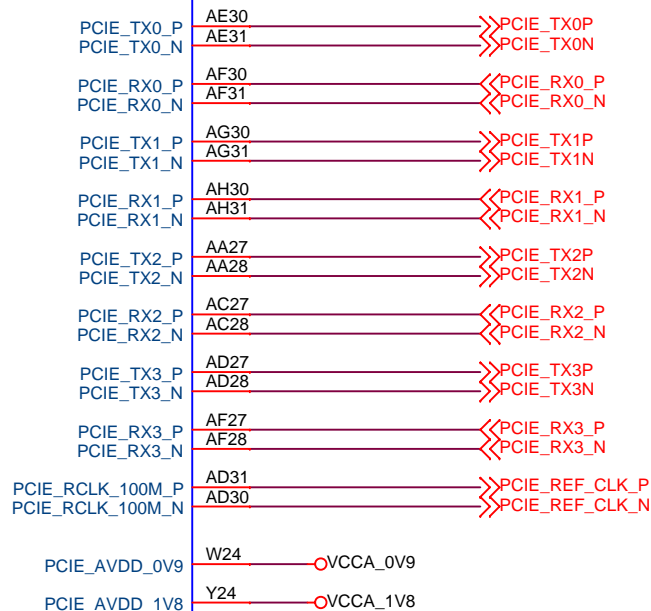 PCIE_TX0_P AE30 PCIE_TX0P
PCIE_TX0_N AE31 PCIE_TX0N
PCIE_RX0_P AF30 PCIE_RX0_P
PCIE_RX0_N AF31 PCIE_RX0_N
PCIE_TX1_P AG30 PCIE_TX1P
PCIE_TX1_N AG31 PCIE_TX1N
PCIE_RX1_P AH30 PCIE_RX1_P
PCIE_RX1_N AH31 PCIE_RX1_N
PCIE_TX2_P AA27 PCIE_TX2P
PCIE_TX2_N AA28 PCIE_TX2N
PCIE_RX2_P AC27 PCIE_RX2_P
PCIE_RX2_N AC28 PCIE_RX2_N
PCIE_TX3_P AD27 PCIE_TX3P
PCIE_TX3_N AD28 PCIE_TX3N
PCIE_RX3_P AF27 PCIE_RX3_P
PCIE_RX3_N AF28 PCIE_RX3_N
PCIE_RCLK_100M_P AD31 PCIE_REF_CLK_P
PCIE_RCLK_100M_N AD30 PCIE_REF_CLK_N
PCIE_AVDD_0V9 W24 VCCA_0V9
PCIE_AVDD_1V8 Y24 VCCA_1V8